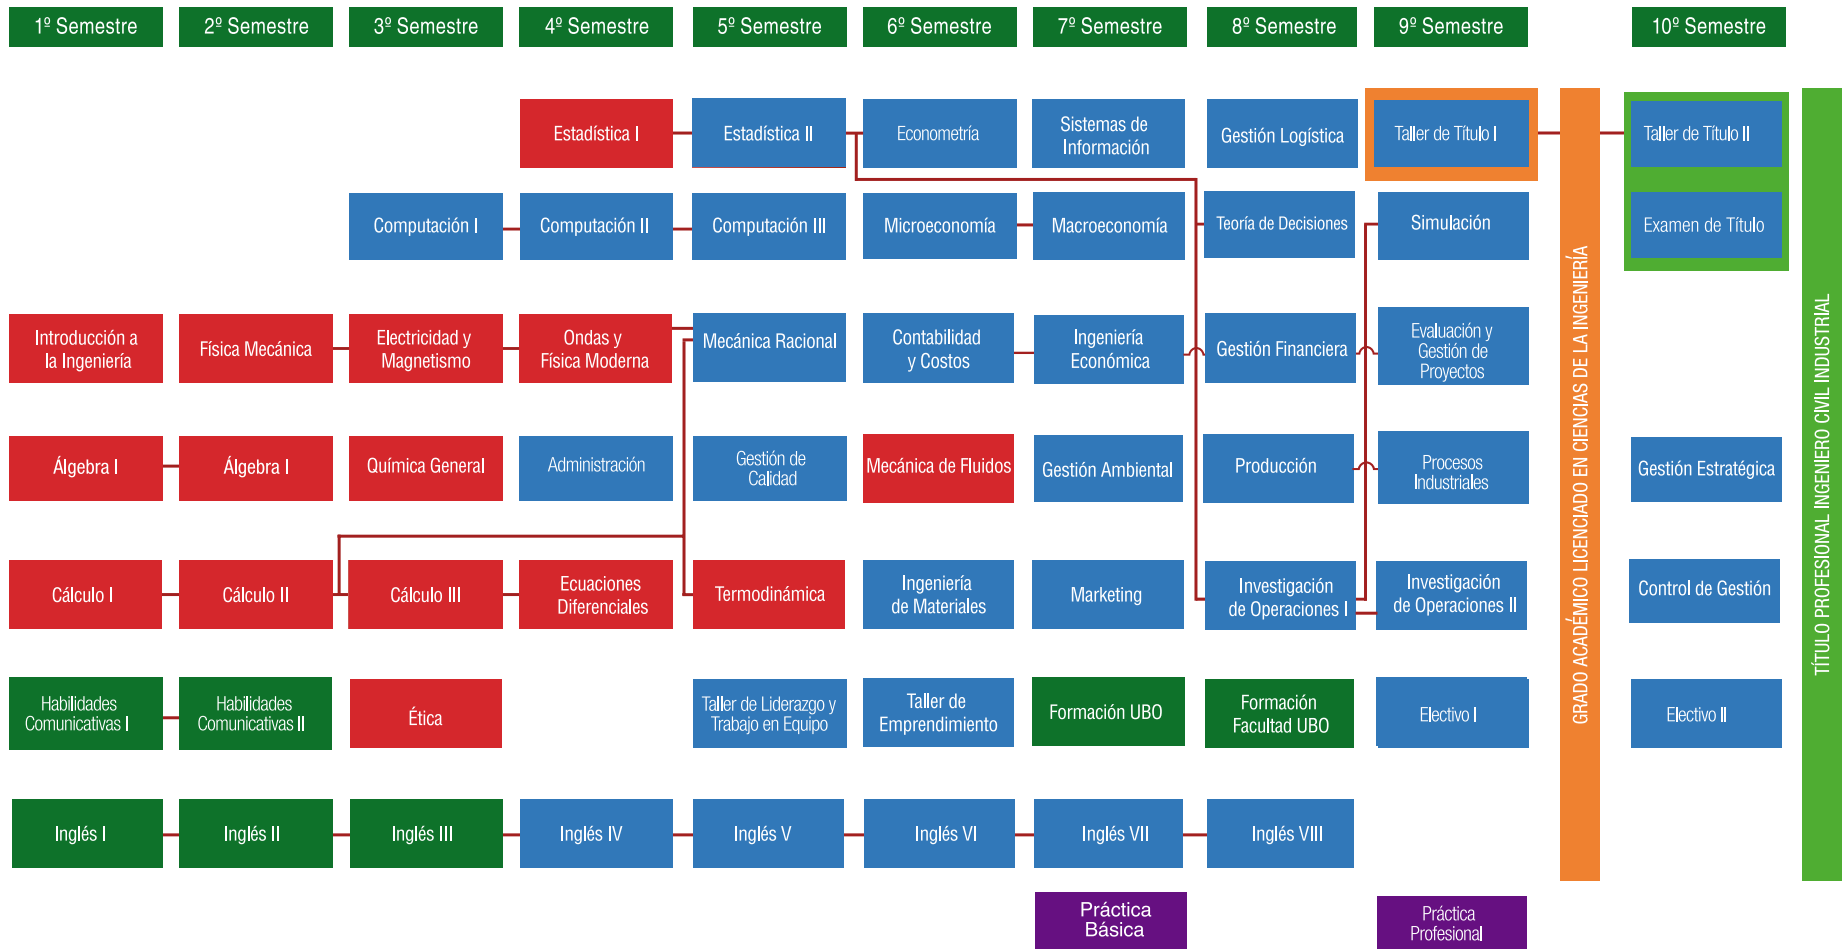 1º Semestre
2º Semestre
3º Semestre
4º Semestre
5º Semestre
6º Semestre
7º Semestre
8º Semestre
9º Semestre
10º Semestre
Estadística I
Estadística II
Econometría
Sistemas de
Información
Gestión Logística
Taller de Título I
Taller de Título II
Computación I
Computación II
Computación III
Microeconomía
Macroeconomía
Teoría de Decisiones
Simulación
Examen de Título
Introducción a
la Ingeniería
Física Mecánica
Electricidad y
Magnetismo
Ondas y
Física Moderna
Mecánica Racional
Contabilidad
y Costos
Ingeniería
Económica
Gestión Financiera
Evaluación y
Gestión de
Proyectos
Álgebra I
Álgebra I
Química General
Administración
Gestión de
Calidad
Mecánica de Fluidos
Gestión Ambiental
Producción
Procesos
Industriales
Gestión Estratégica
Cálculo I
Cálculo II
Cálculo III
Ecuaciones
Diferenciales
Termodinámica
Ingeniería
de Materiales
Marketing
Investigación
de Operaciones I
Investigación
de Operaciones II
Control de Gestión
Habilidades
Comunicativas I
Habilidades
Comunicativas II
Ética
Taller de Liderazgo y
Trabajo en Equipo
Taller de
Emprendimiento
Formación UBO
Formación
Facultad UBO
Electivo I
Electivo II
Inglés I
Inglés II
Inglés III
Inglés IV
Inglés V
Inglés VI
Inglés VII
Inglés VIII
Práctica
Básica
Práctica
Profesional
GRADO ACADÉMICO LICENCIADO EN CIENCIAS DE LA INGENIERÍA
TÍTULO PROFESIONAL INGENIERO CIVIL INDUSTRIAL